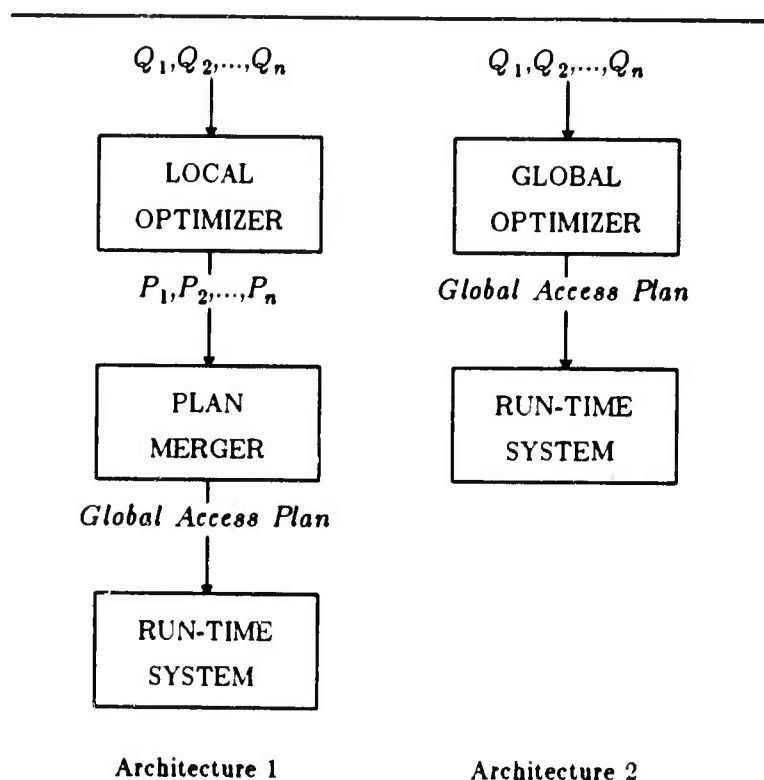 Q₁,Q₂,...,Qₙ
LOCAL
OPTIMIZER
P₁,P₂,...,Pₙ
PLAN
MERGER
Global Access Plan
RUN-TIME
SYSTEM
Architecture 1
Q₁,Q₂,...,Qₙ
GLOBAL
OPTIMIZER
Global Access Plan
RUN-TIME
SYSTEM
Architecture 2